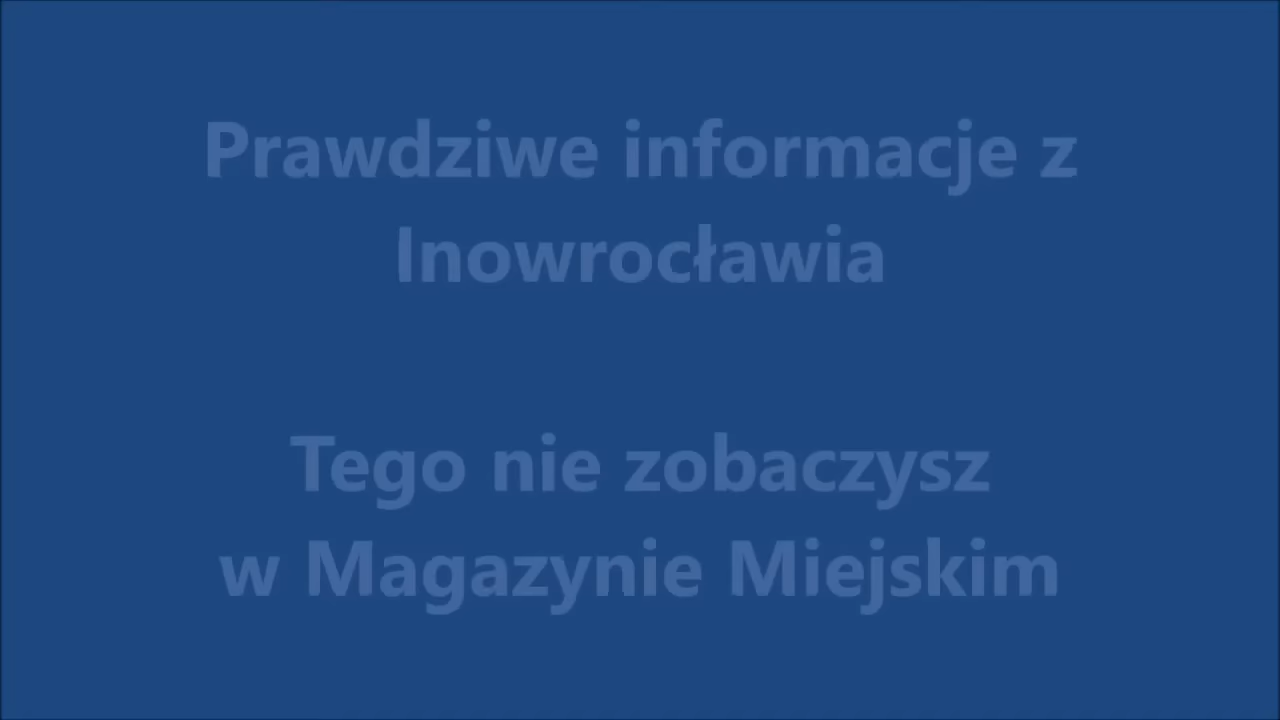 Prawdziwe informacje z
Inowrocławia
Tego nie zobaczysz
w Magazynie Miejskim